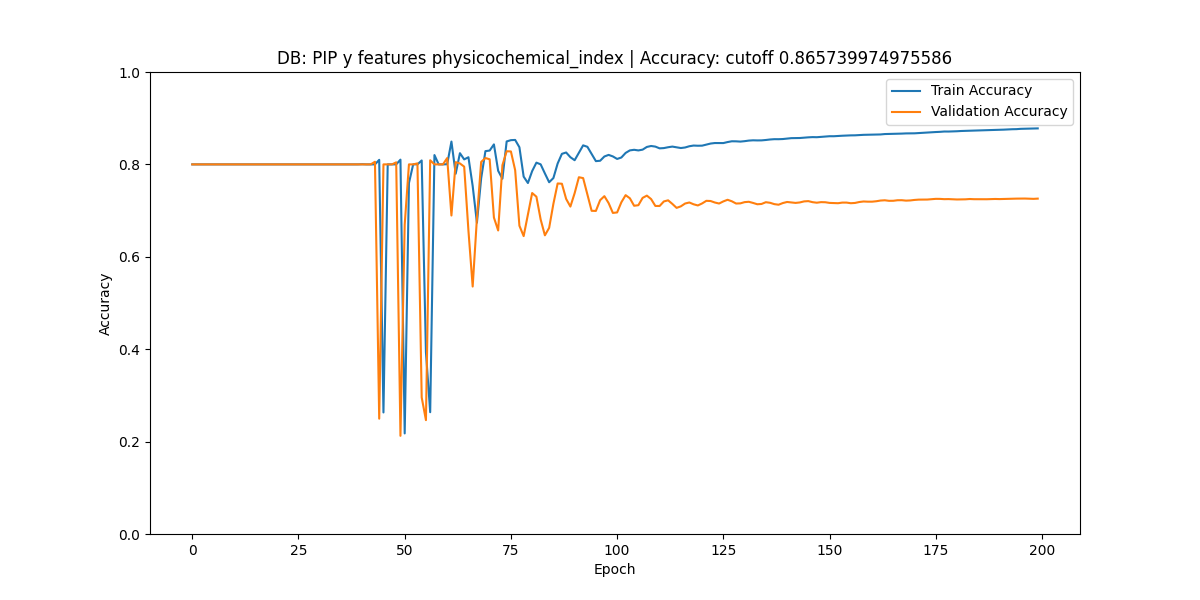 DB: PIP y features physicochemical_index | Accuracy: cutoff 0.865739974975586
1.0
0.8
0.6
0.4
0.2
0.0
Accuracy
Train Accuracy
Validation Accuracy
0 25 50 75 100 125 150 175 200
Epoch